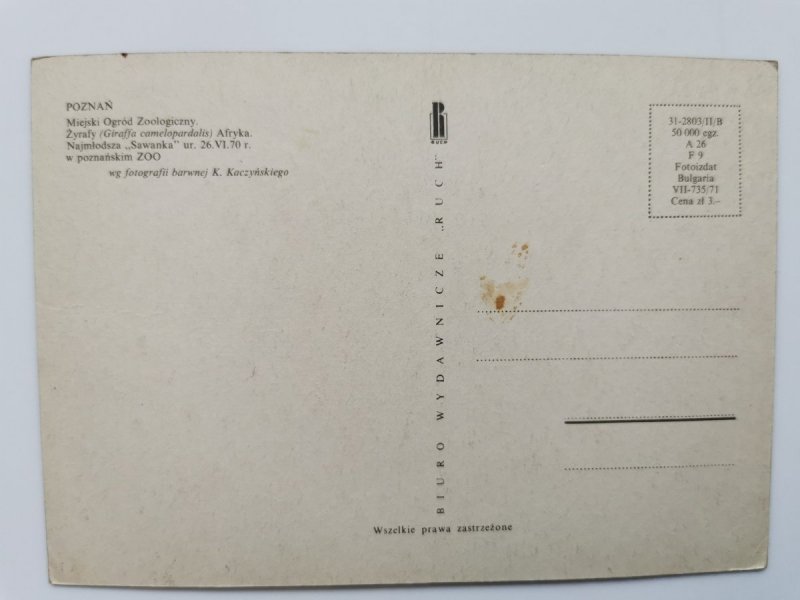 POZNAŃ
Miejski Ogród Zoologiczny.
Żyrafy (Giraffa camelopardalis) Afryka.
Najmłodsza „Sawanka" ur. 26.VI.70 r.
w poznańskim ZOO
wg fotografii barwnej K. Kaczyńskiego
R
RUCH
BIURO WYDAWNICZE „RUCH"
31-2803/II/B
50 000 egz.
A 26
F 9
Fotoizdat
Bulgaria
VII-735/71
Cena zł 3.–
Wszelkie prawa zastrzeżone